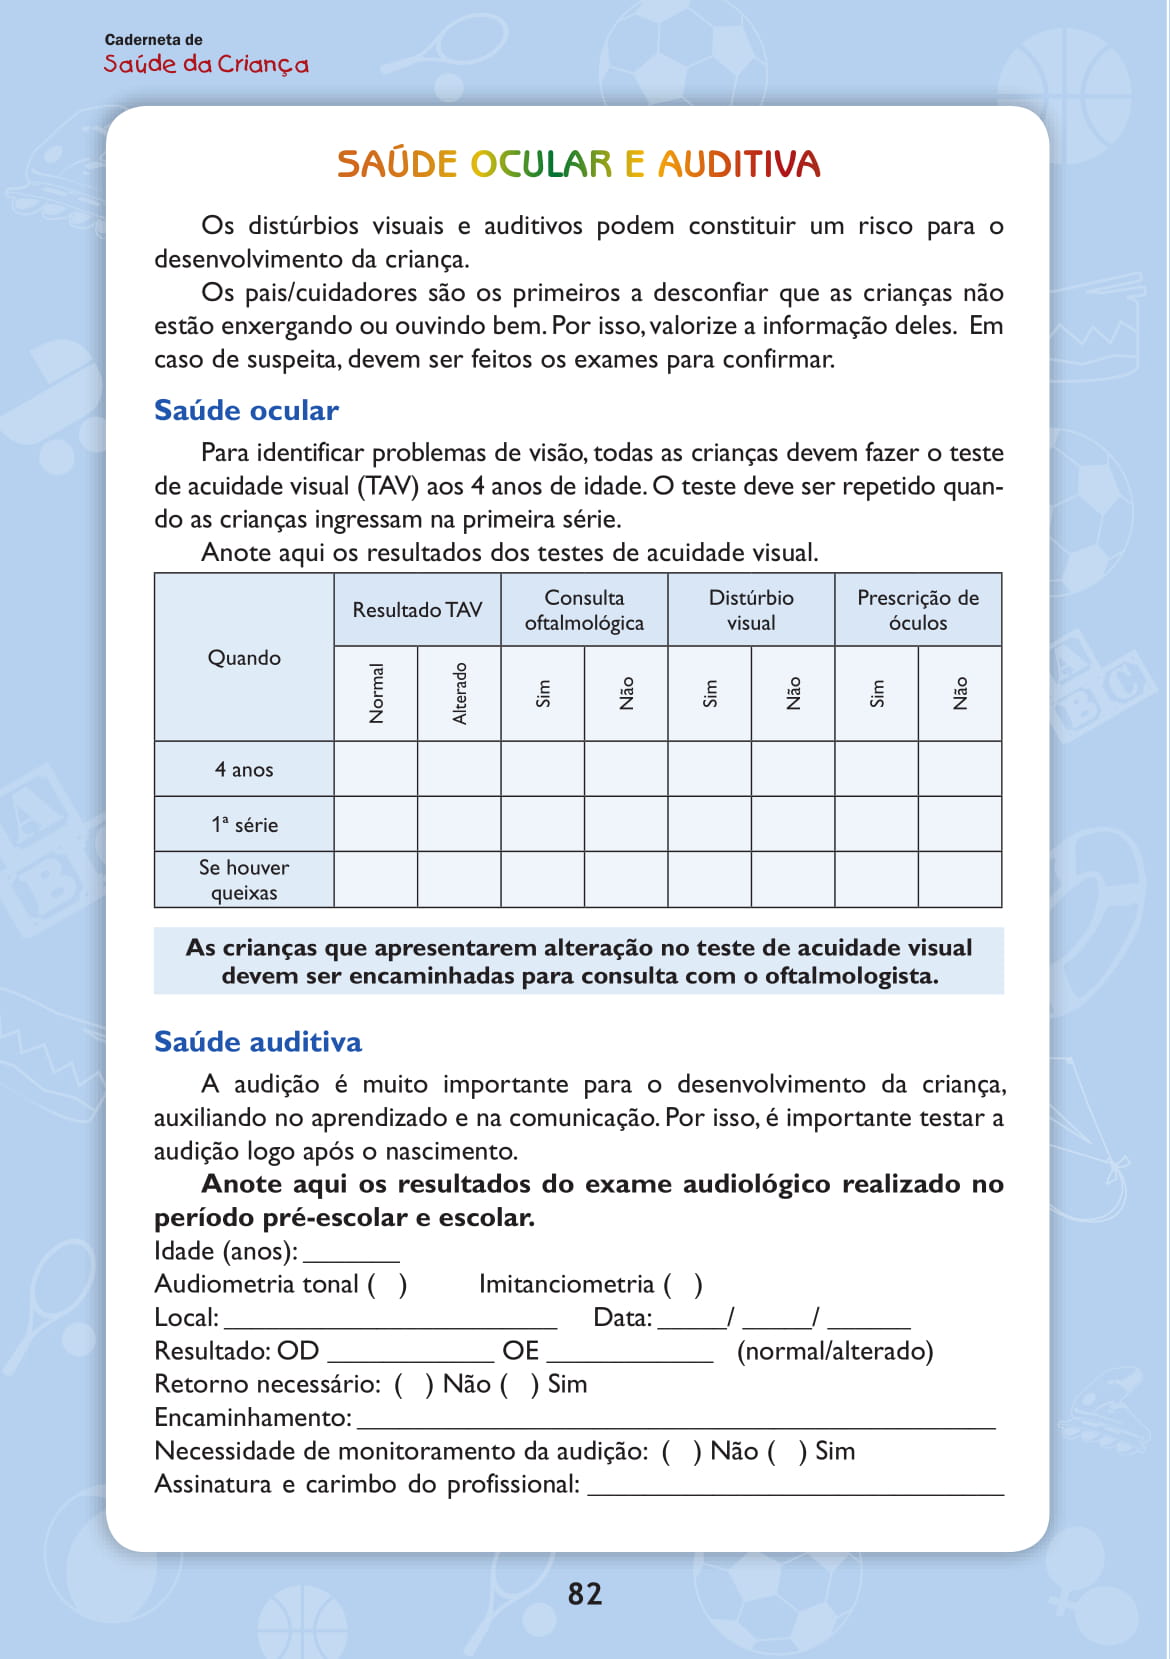 Caderneta de
Saúde da Criança
SAÚDE OCULAR E AUDITIVA
Os distúrbios visuais e auditivos podem constituir um risco para o
desenvolvimento da criança.
Os pais/cuidadores são os primeiros a desconfiar que as crianças não
estão enxergando ou ouvindo bem. Por isso, valorize a informação deles. Em
caso de suspeita, devem ser feitos os exames para confirmar.
Saúde ocular
Para identificar problemas de visão, todas as crianças devem fazer o teste
de acuidade visual (TAV) aos 4 anos de idade. O teste deve ser repetido quan-
do as crianças ingressam na primeira série.
Anote aqui os resultados dos testes de acuidade visual.
Quando
Resultado TAV
Consulta
oftalmológica
Distúrbio
visual
Prescrição de
óculos
Normal
Alterado
Sim
Não
Sim
Não
Sim
Não
4 anos
1ª série
Se houver
queixas
As crianças que apresentarem alteração no teste de acuidade visual
devem ser encaminhadas para consulta com o oftalmologista.
Saúde auditiva
A audição é muito importante para o desenvolvimento da criança,
auxiliando no aprendizado e na comunicação. Por isso, é importante testar a
audição logo após o nascimento.
Anote aqui os resultados do exame audiológico realizado no
período pré-escolar e escolar.
Idade (anos): _______
Audiometria tonal (   )   Imitanciometria (   )
Local: ________________________ Data: _____/ _____/ ______
Resultado: OD ____________ OE ____________ (normal/alterado)
Retorno necessário: (   ) Não (   ) Sim
Encaminhamento: ______________________________________________
Necessidade de monitoramento da audição: (   ) Não (   ) Sim
Assinatura e carimbo do profissional: ______________________________
82